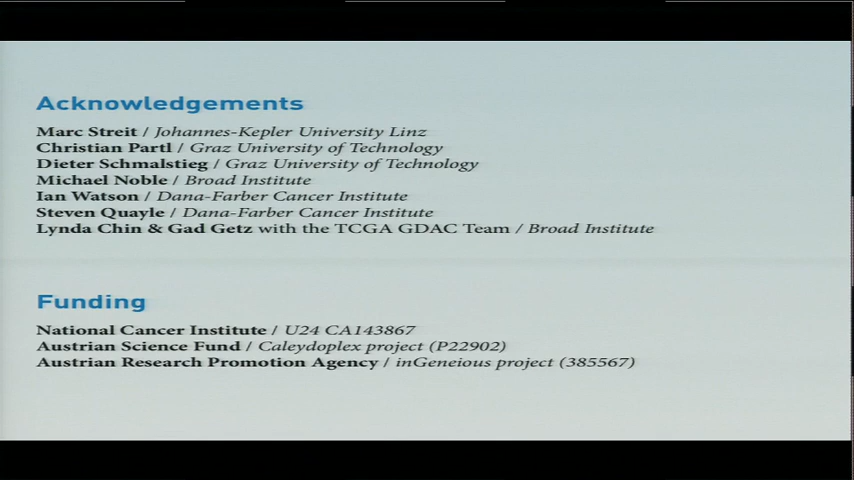 Acknowledgements
Marc Streit / Johannes-Kepler University Linz
Christian Partl / Graz University of Technology
Dieter Schmalstieg / Graz University of Technology
Michael Noble / Broad Institute
Ian Watson / Dana-Farber Cancer Institute
Steven Quayle / Dana-Farber Cancer Institute
Lynda Chin & Gad Getz with the TCGA GDAC Team / Broad Institute
Funding
National Cancer Institute / U24 CA143867
Austrian Science Fund / Caleydoplex project (P22902)
Austrian Research Promotion Agency / inGeneious project (385567)